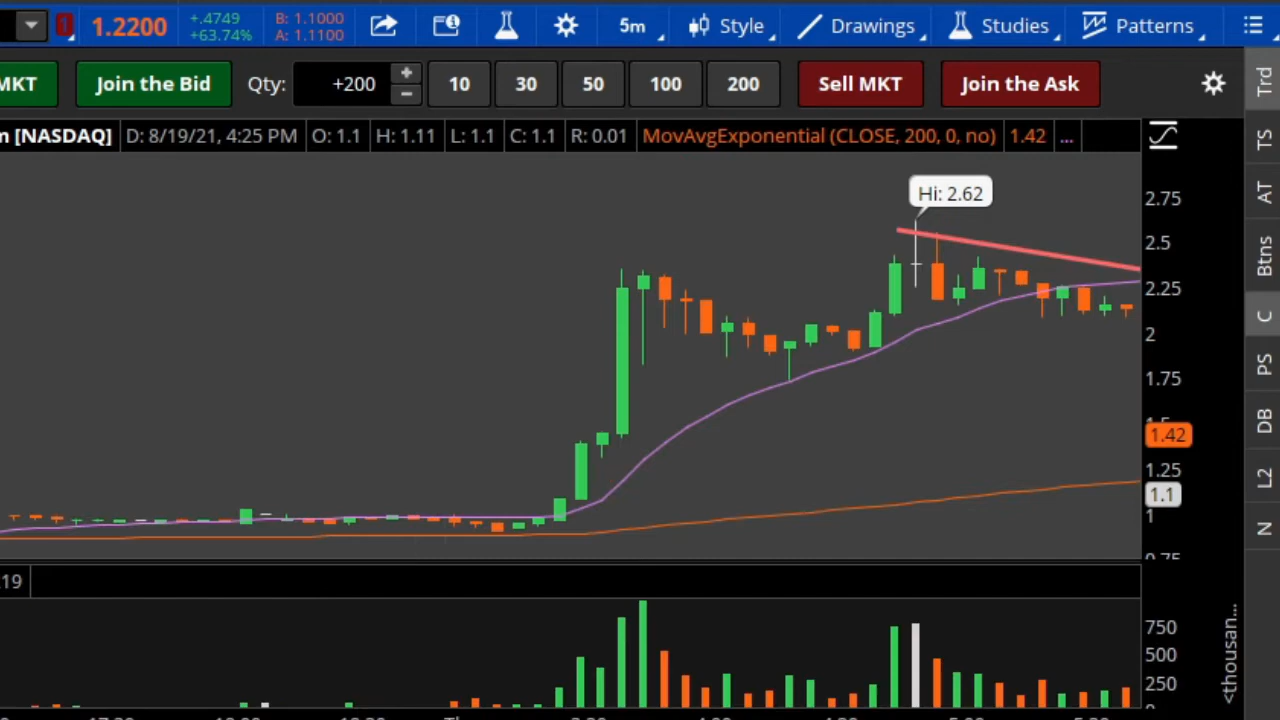 1.2200
+.4749
+63.74%
B: 1.1000
A: 1.1100
5m
Style
Drawings
Studies
Patterns
MKT
Join the Bid
Qty:
+200
10
30
50
100
200
Sell MKT
Join the Ask
m [NASDAQ]
D: 8/19/21, 4:25 PM
O: 1.1
H: 1.11
L: 1.1
C: 1.1
R: 0.01
MovAvgExponential (CLOSE, 200, 0, no)
1.42
...
Hi: 2.62
2.75
2.5
2.25
2
1.75
1.42
1.25
1.1
1
0.75
19
750
500
250
<thousan...
Trd
TS
AT
Btns
C
PS
DB
L2
N